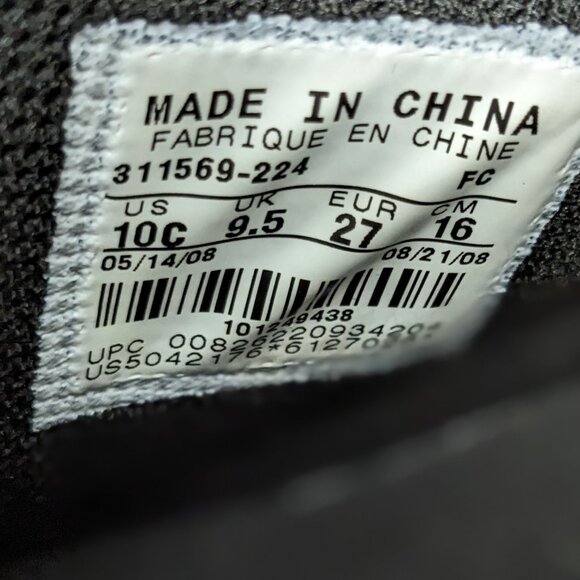 MADE IN CHINA
FABRIQUE EN CHINE
311569-224 FC
US UK EUR CM
10C 9.5 27 16
05/14/08 08/21/08
101249438
UPC